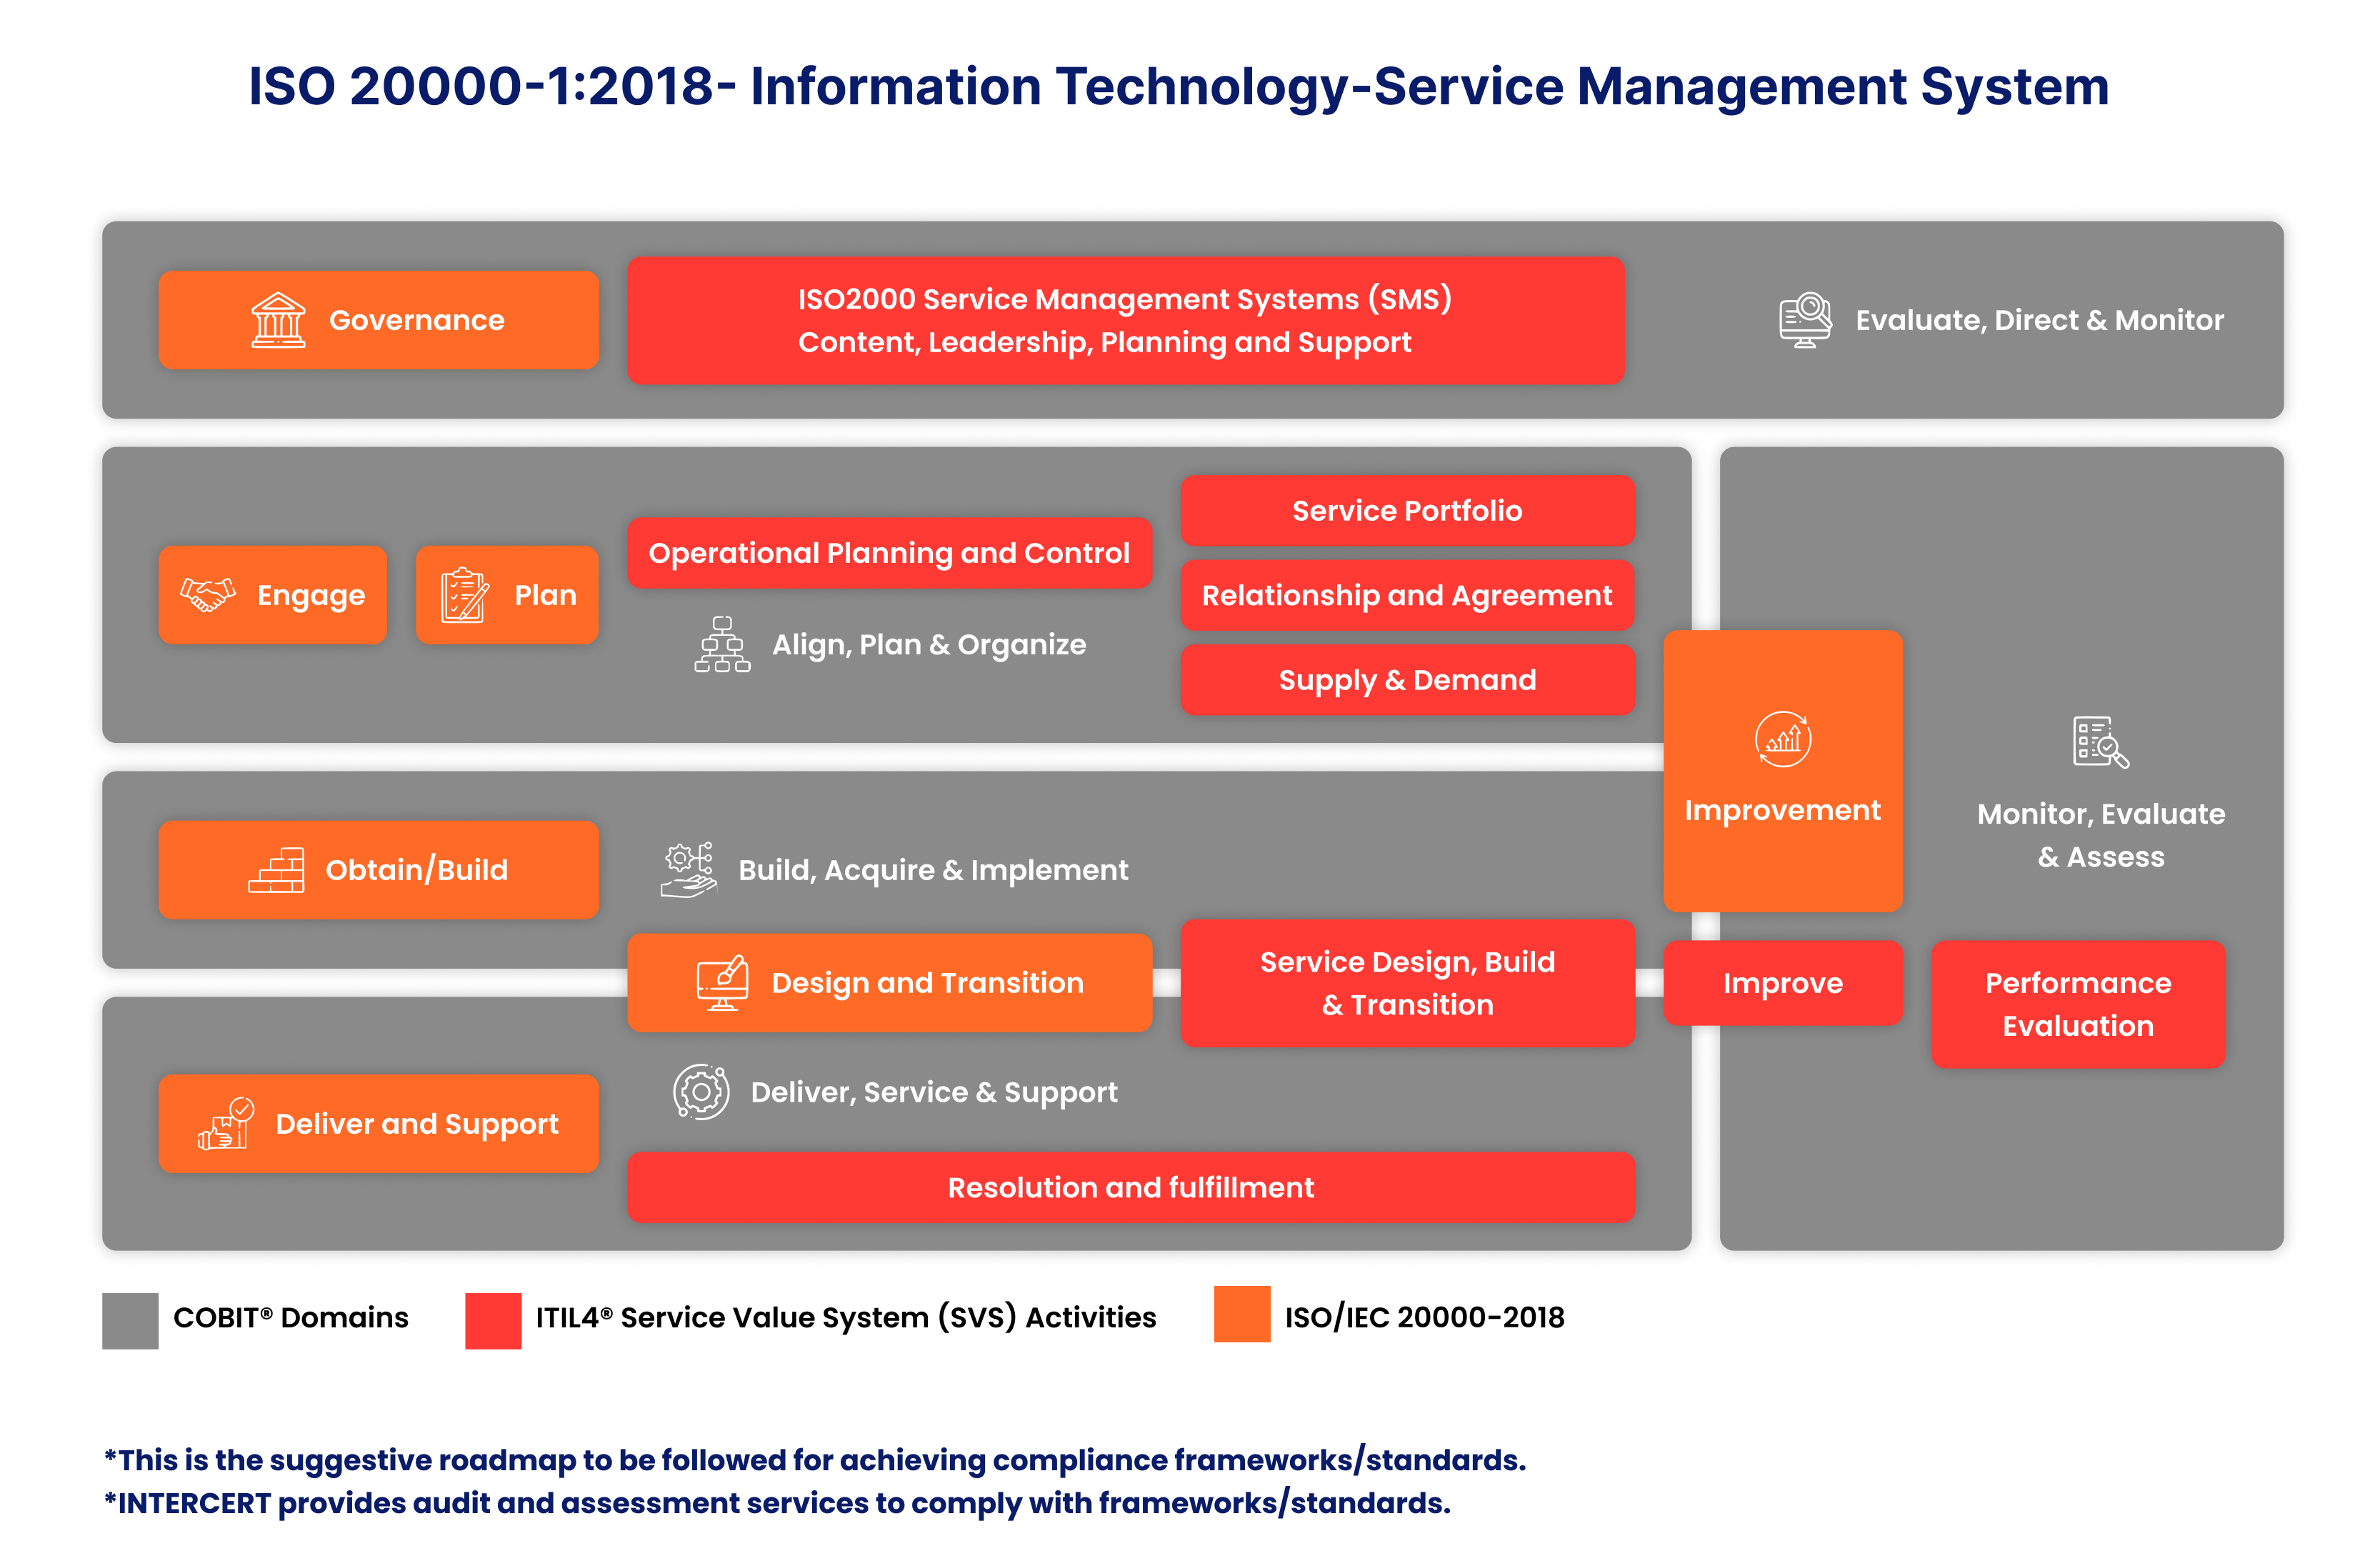 ISO 20000-1:2018- Information Technology-Service Management System
Governance
ISO2000 Service Management Systems (SMS)
Content, Leadership, Planning and Support
Evaluate, Direct & Monitor
Engage
Plan
Operational Planning and Control
Align, Plan & Organize
Service Portfolio
Relationship and Agreement
Supply & Demand
Improvement
Monitor, Evaluate
& Assess
Obtain/Build
Build, Acquire & Implement
Design and Transition
Service Design, Build
& Transition
Improve
Performance
Evaluation
Deliver and Support
Deliver, Service & Support
Resolution and fulfillment
COBIT® Domains
ITIL4® Service Value System (SVS) Activities
ISO/IEC 20000-2018
*This is the suggestive roadmap to be followed for achieving compliance frameworks/standards.
*INTERCERT provides audit and assessment services to comply with frameworks/standards.